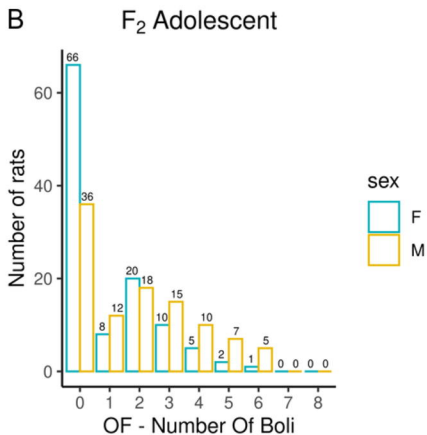 B
F₂ Adolescent
66
60
40
36
20
20
18
15
12
10
10
8
7
5
5
2
1
0 0
0 0
0
0 1 2 3 4 5 6 7 8
Number of rats
OF - Number Of Boli
sex
F
M